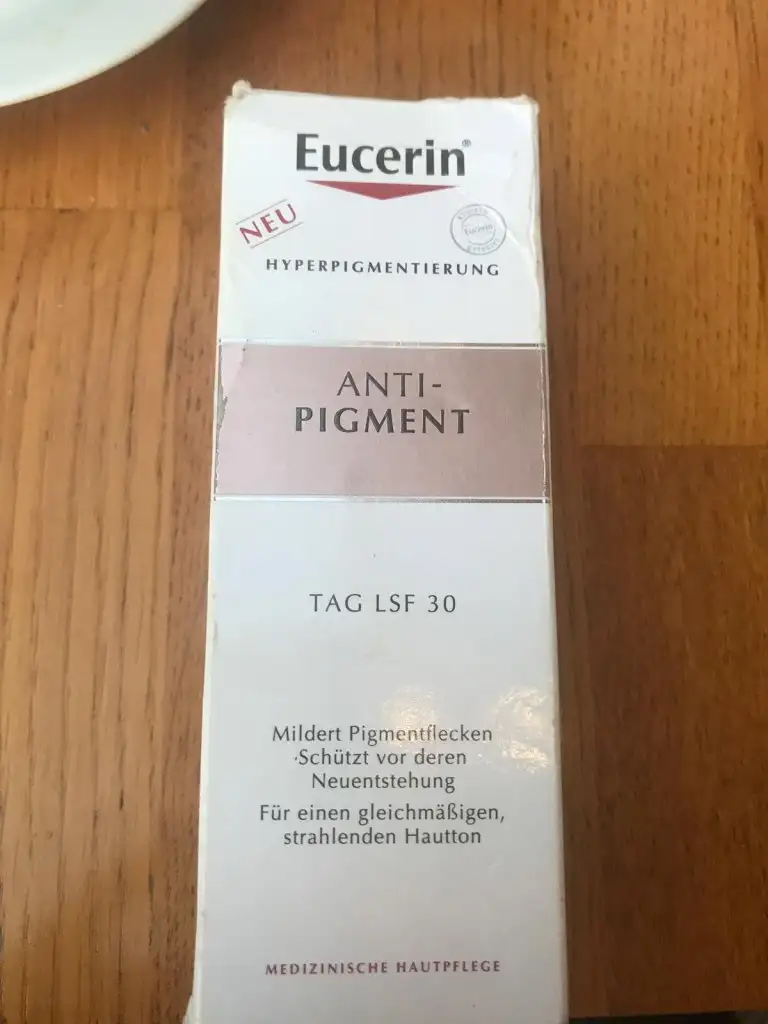 Eucerin®
NEU
Eucerin
HYPERPIGMENTIERUNG
ANTI-
PIGMENT
TAG LSF 30
Mildert Pigmentflecken
·Schützt vor deren
Neuentstehung
Für einen gleichmäßigen,
strahlenden Hautton
MEDIZINISCHE HAUTPFLEGE